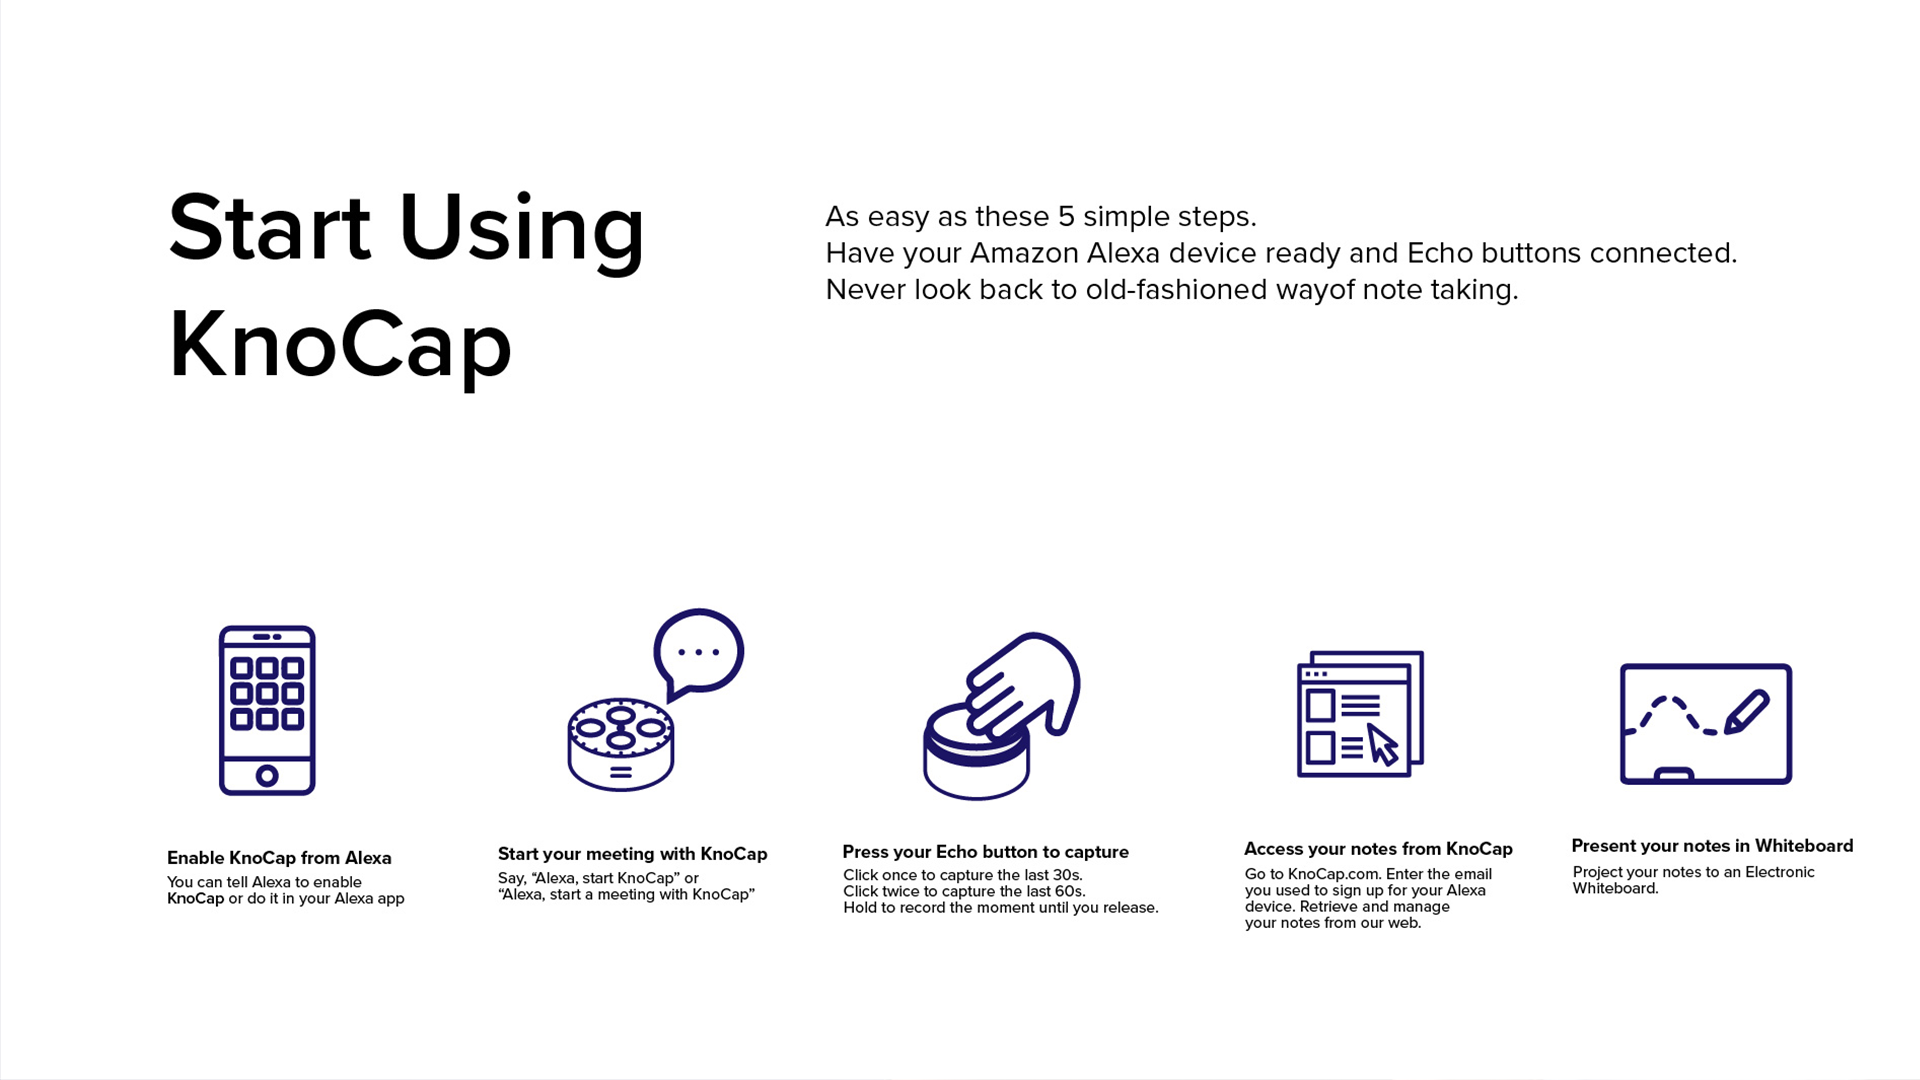 Start Using
KnoCap
As easy as these 5 simple steps.
Have your Amazon Alexa device ready and Echo buttons connected.
Never look back to old-fashioned wayof note taking.
Enable KnoCap from Alexa
You can tell Alexa to enable
KnoCap or do it in your Alexa app
Start your meeting with KnoCap
Say, “Alexa, start KnoCap” or
“Alexa, start a meeting with KnoCap”
Press your Echo button to capture
Click once to capture the last 30s.
Click twice to capture the last 60s.
Hold to record the moment until you release.
Access your notes from KnoCap
Go to KnoCap.com. Enter the email
you used to sign up for your Alexa
device. Retrieve and manage
your notes from our web.
Present your notes in Whiteboard
Project your notes to an Electronic
Whiteboard.